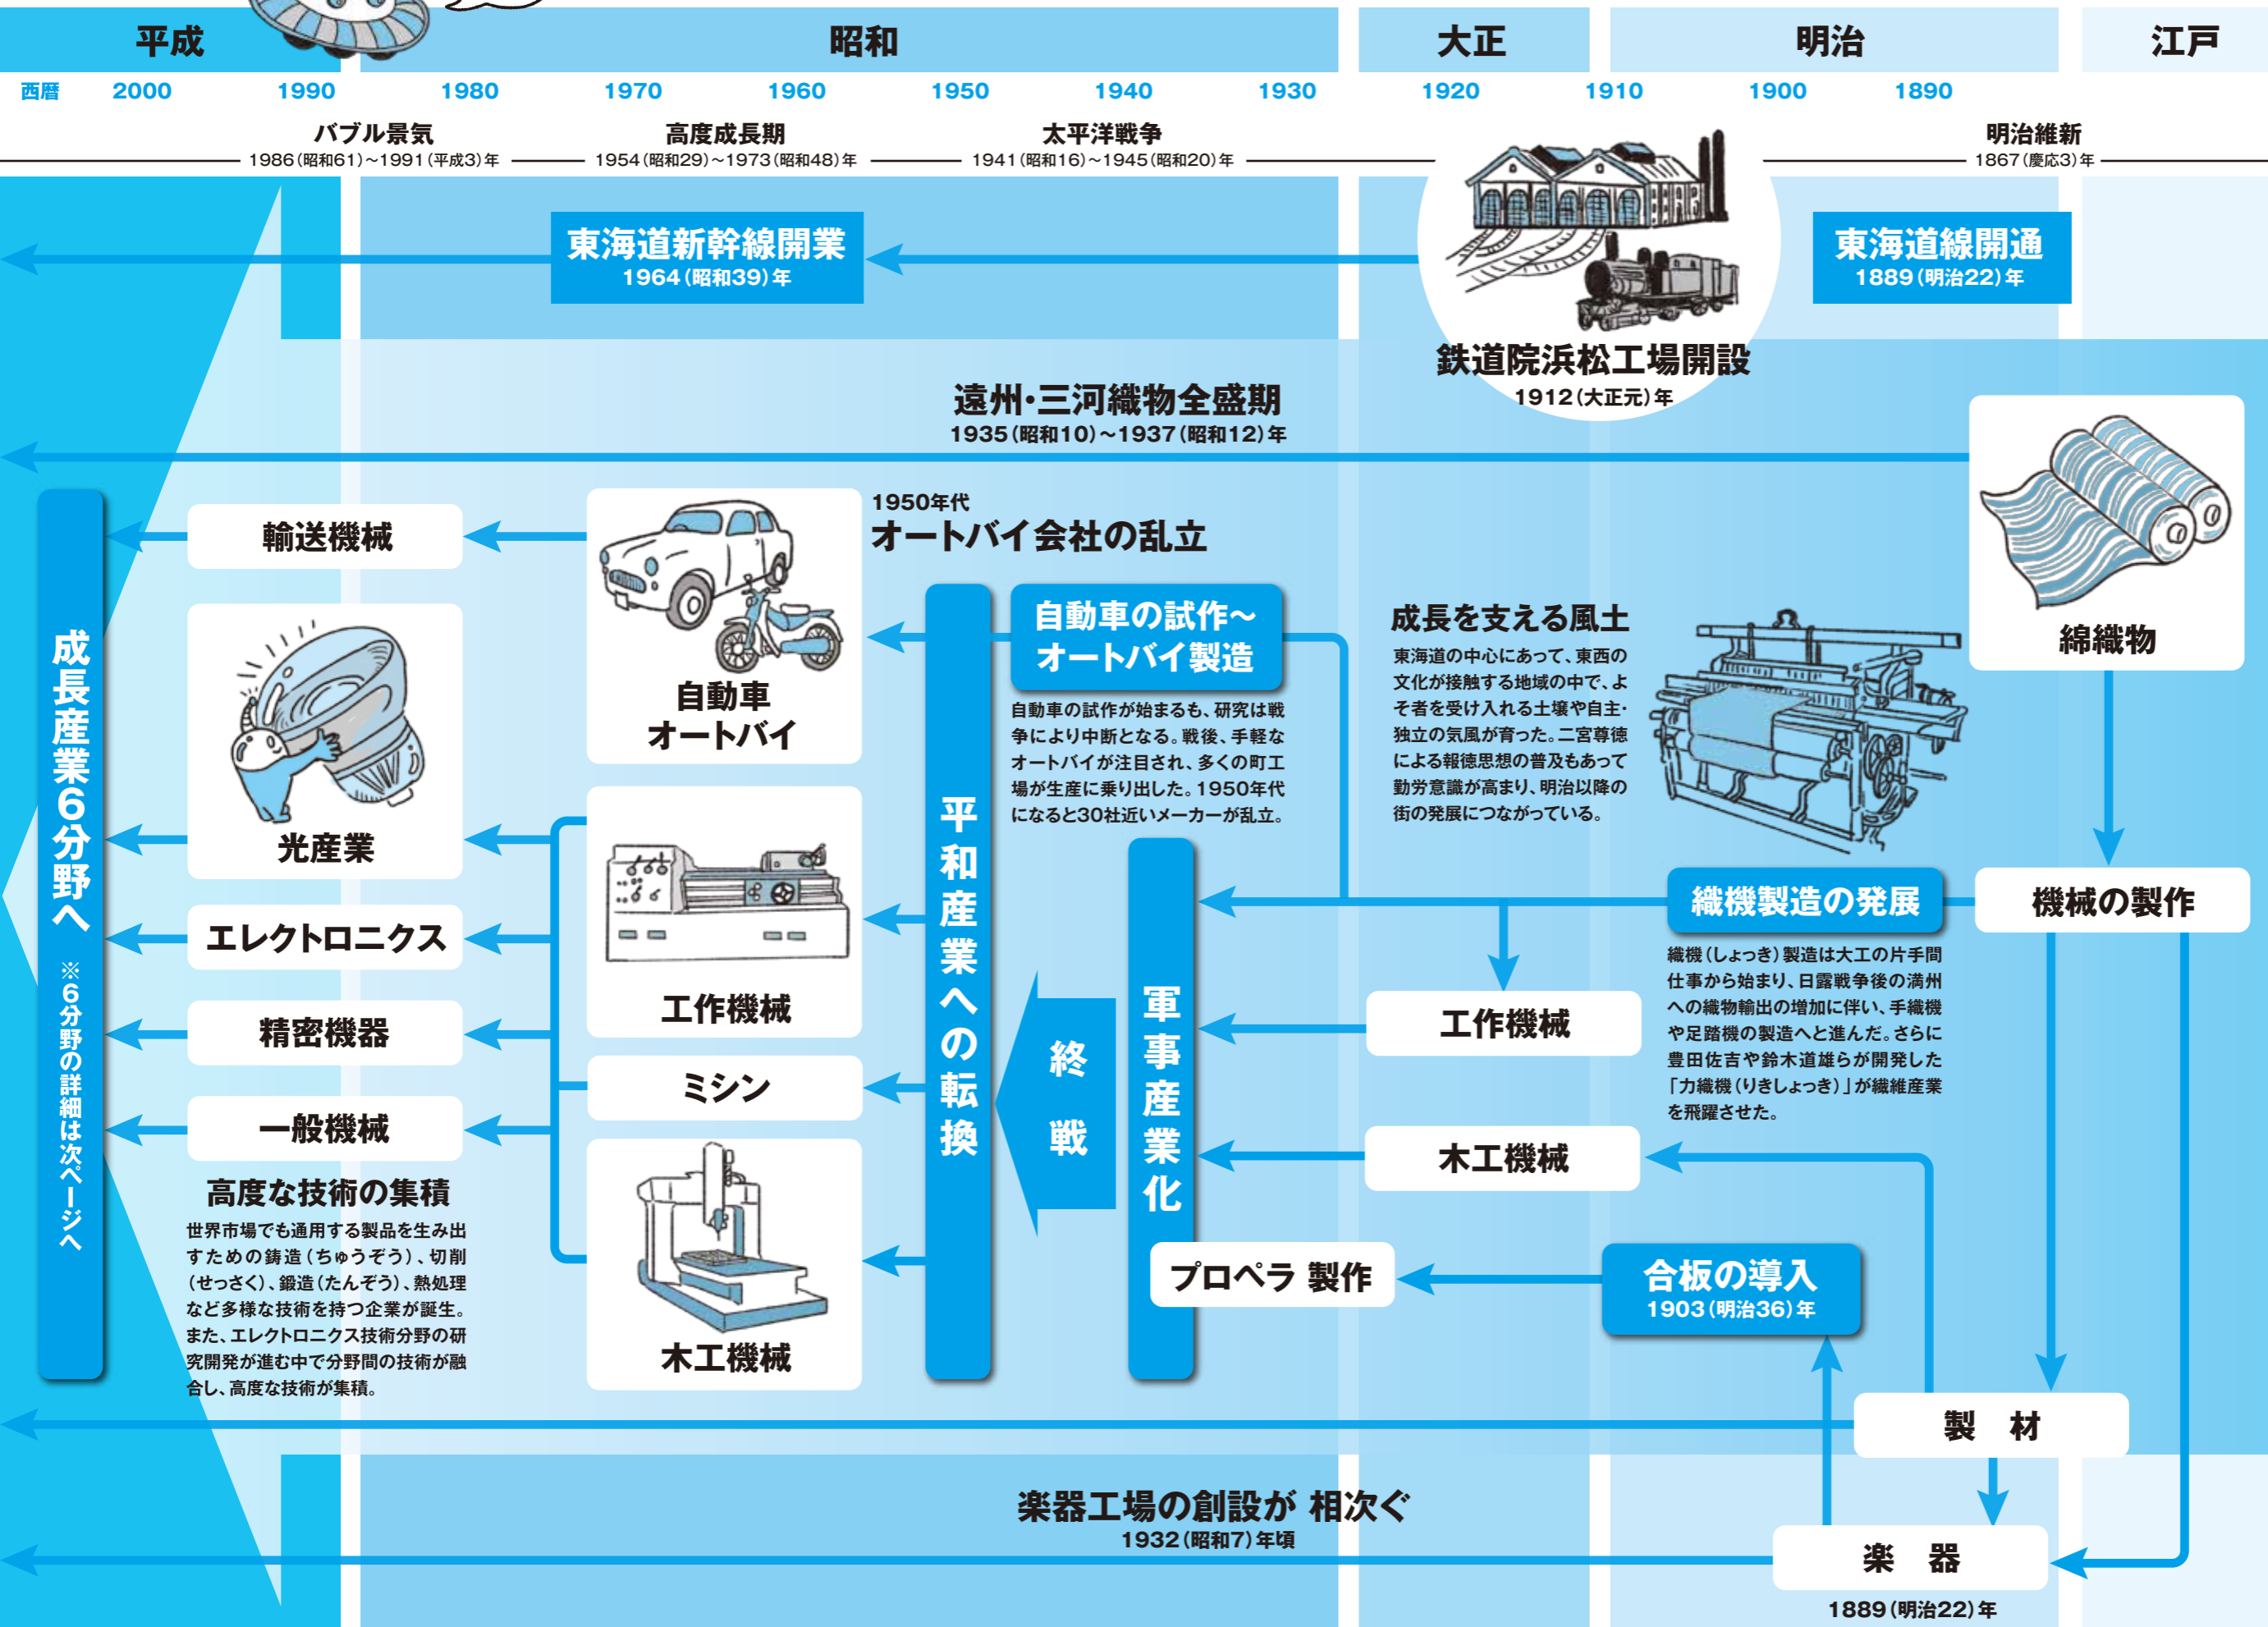 平成
昭和
大正
明治
江戸
西暦 2000 1990 1980 1970 1960 1950 1940 1930 1920 1910 1900 1890
バブル景気
1986(昭和61)〜1991(平成3)年
高度成長期
1954(昭和29)〜1973(昭和48)年
太平洋戦争
1941(昭和16)〜1945(昭和20)年
明治維新
1867(慶応3)年
東海道新幹線開業
1964(昭和39)年
東海道線開通
1889(明治22)年
鉄道院浜松工場開設
1912(大正元)年
遠州・三河織物全盛期
1935(昭和10)〜1937(昭和12)年
綿織物
機械の製作
織機製造の発展
織機(しょっき)製造は大工の片手間
仕事から始まり、日露戦争後の満州
への織物輸出の増加に伴い、手織機
や足踏機の製造へと進んだ。さらに
豊田佐吉や鈴木道雄らが開発した
「力織機(りきしょっき)」が繊維産業
を飛躍させた。
成長を支える風土
東海道の中心にあって、東西の
文化が接触する地域の中で、よ
そ者を受け入れる土壌や自主・
独立の気風が育った。二宮尊徳
による報徳思想の普及もあって
勤労意識が高まり、明治以降の
街の発展につながっている。
1950年代
オートバイ会社の乱立
自動車の試作〜
オートバイ製造
自動車の試作が始まるも、研究は戦
争により中断となる。戦後、手軽な
オートバイが注目され、多くの町工
場が生産に乗り出した。1950年代
になると30社近いメーカーが乱立。
工作機械
木工機械
合板の導入
1903(明治36)年
プロペラ 製作
製 材
楽 器
1889(明治22)年
楽器工場の創設が 相次ぐ
1932(昭和7)年頃
軍事産業化
終戦
平和産業への転換
自動車
オートバイ
工作機械
ミシン
木工機械
輸送機械
光産業
エレクトロニクス
精密機器
一般機械
高度な技術の集積
世界市場でも通用する製品を生み出
すための鋳造(ちゅうぞう)、切削
(せっさく)、鍛造(たんぞう)、熱処理
など多様な技術を持つ企業が誕生。
また、エレクトロニクス技術分野の研
究開発が進む中で分野間の技術が融
合し、高度な技術が集積。
成長産業6分野へ ※6分野の詳細は次ページへ